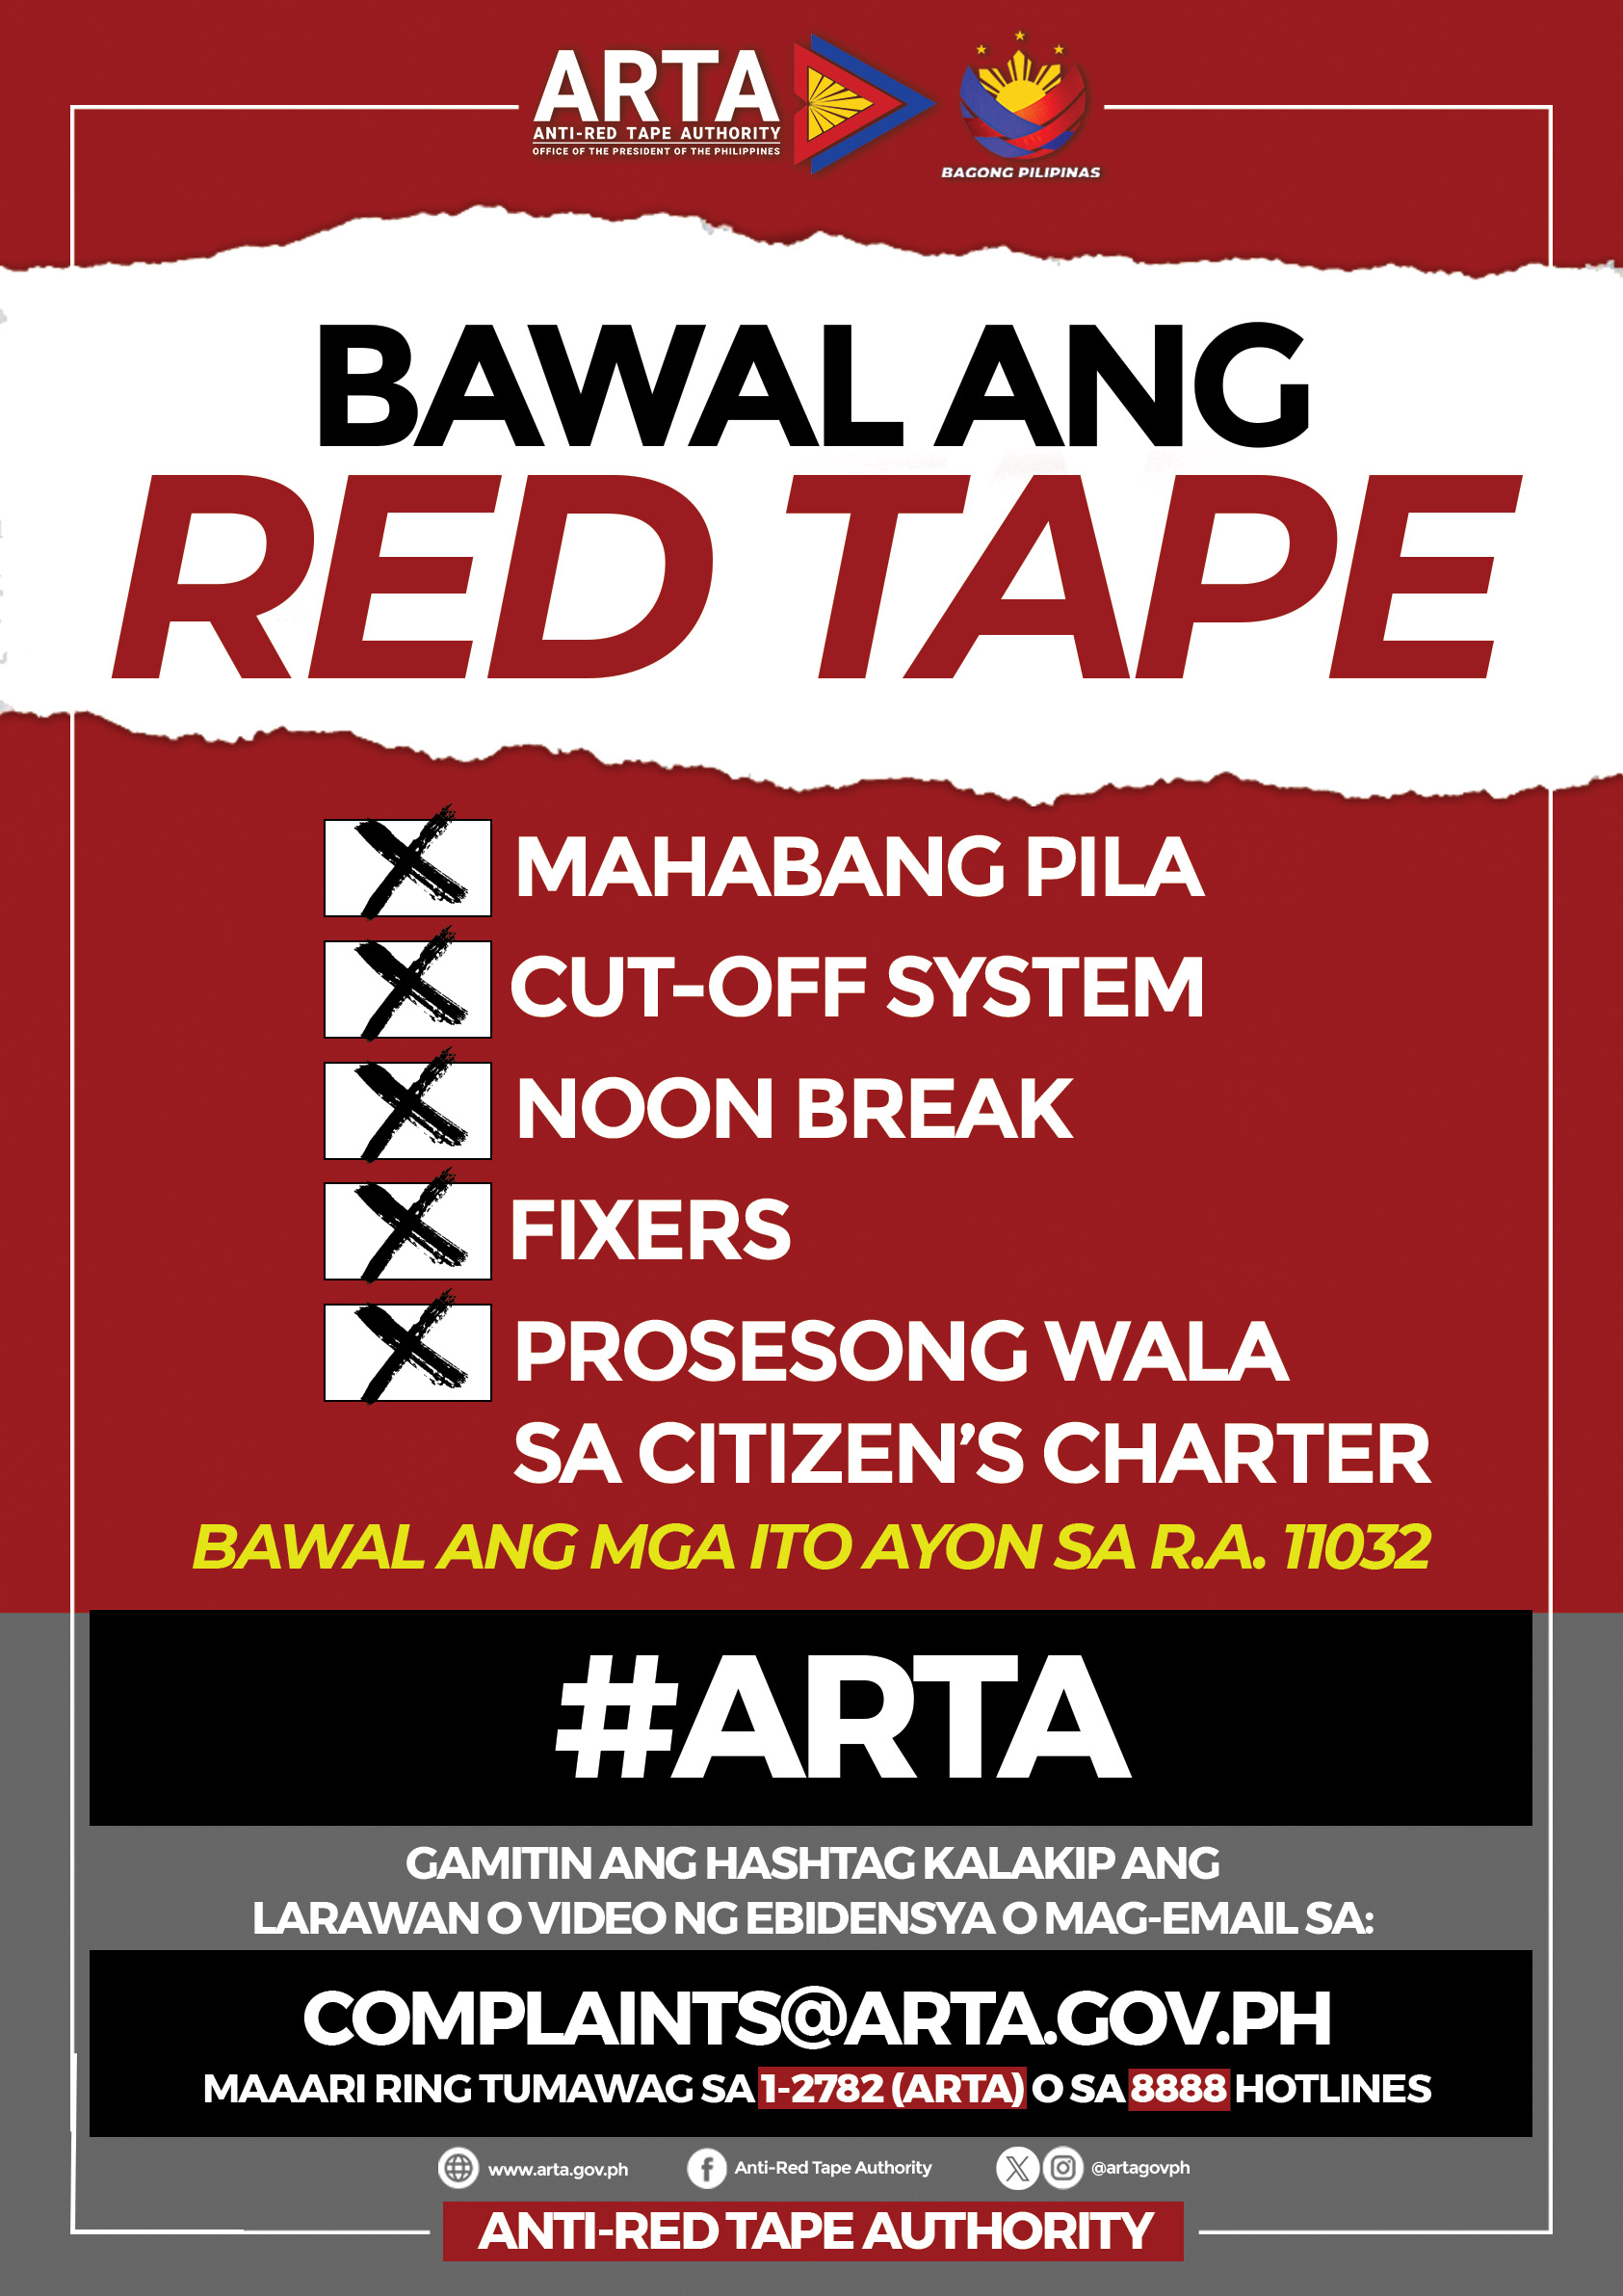 ARTA
ANTI-RED TAPE AUTHORITY
OFFICE OF THE PRESIDENT OF THE PHILIPPINES
BAGONG PILIPINAS
BAWAL ANG
RED TAPE
MAHABANG PILA
CUT-OFF SYSTEM
NOON BREAK
FIXERS
PROSESONG WALA
SA CITIZEN'S CHARTER
BAWAL ANG MGA ITO AYON SA R.A. 11032
#ARTA
GAMITIN ANG HASHTAG KALAKIP ANG
LARAWAN O VIDEO NG EBIDENSYA O MAG-EMAIL SA:
COMPLAINTS@ARTA.GOV.PH
MAAARI RING TUMAWAG SA 1-2782 (ARTA) O SA 8888 HOTLINES
www.arta.gov.ph Anti-Red Tape Authority @artagovph
ANTI-RED TAPE AUTHORITY